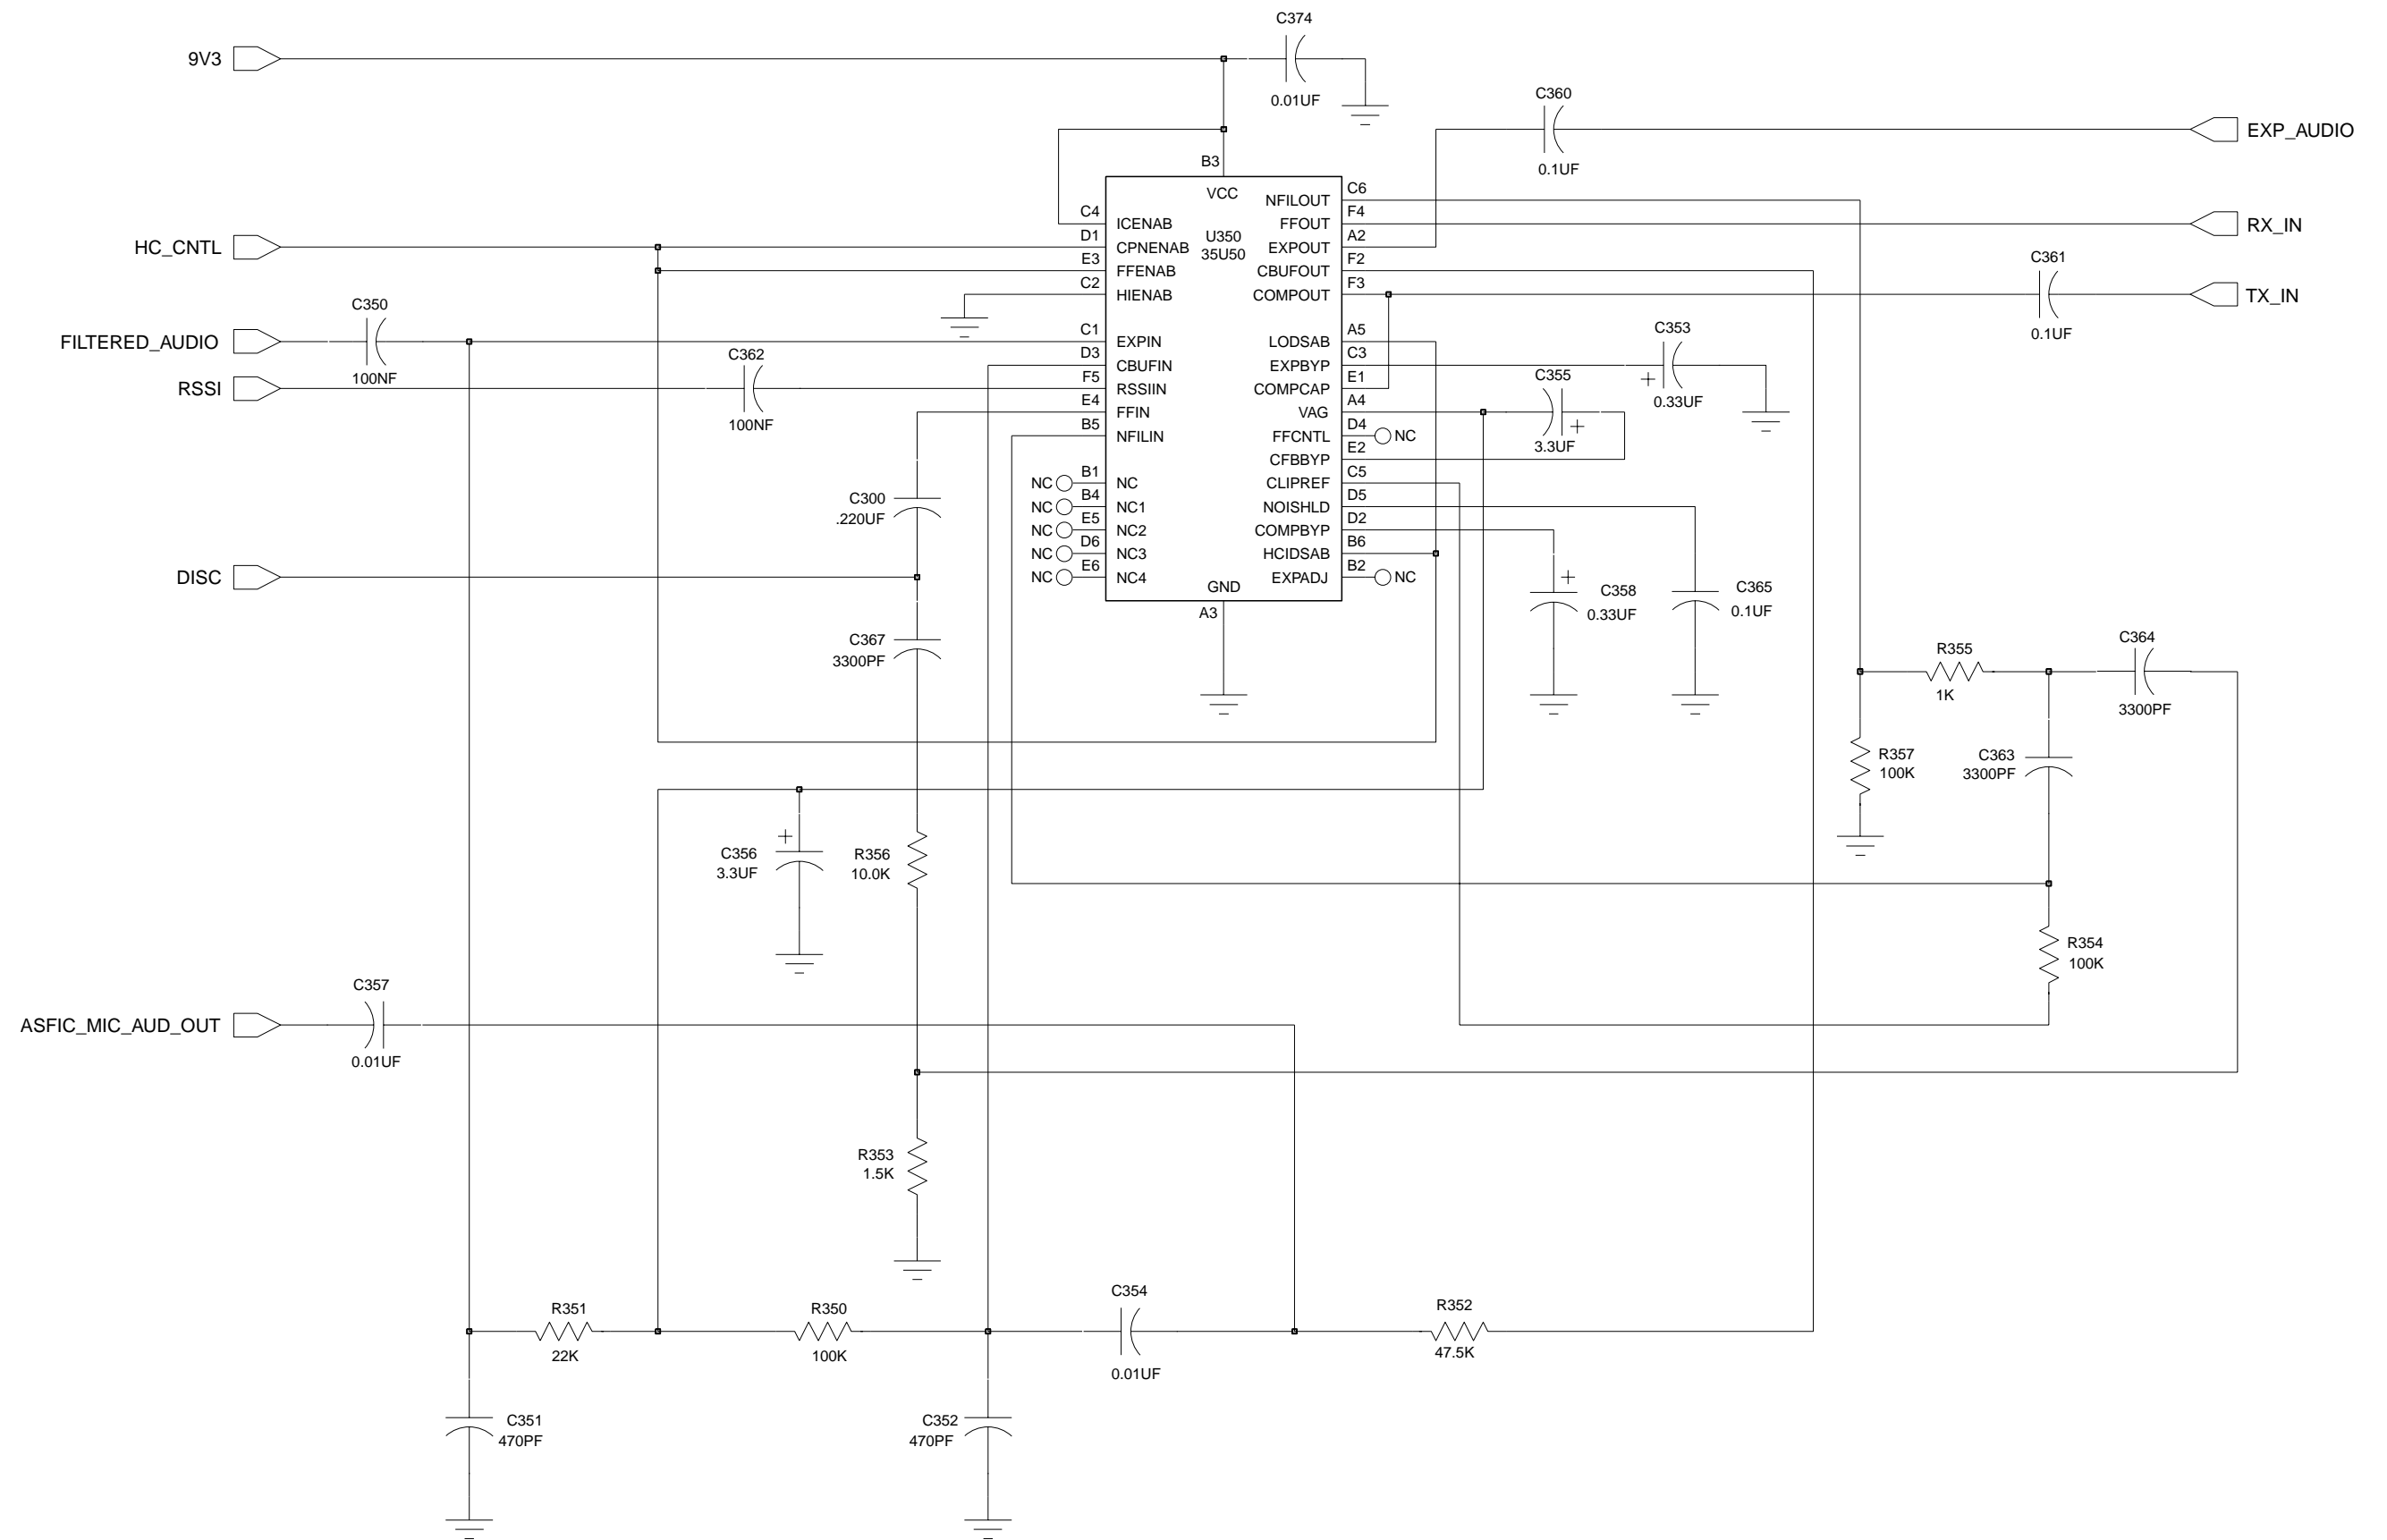 C374
9V3
0.01UF
C360
EXP_AUDIO
0.1UF
B3
VCC
C6
NFILOUT
C4
ICENAB
F4
FFOUT
RX_IN
U350
35U50
HC_CNTL
D1
CPNENAB
A2
EXPOUT
E3
FFENAB
F2
CBUFOUT
C361
C2
HIENAB
F3
COMPOUT
TX_IN
0.1UF
C350
FILTERED_AUDIO
100NF
C1
EXPIN
A5
LODSAB
C353
C362
D3
CBUFIN
C3
EXPBYP
+
0.33UF
RSSI
100NF
F5
RSSIIN
E1
COMPCAP
C355
E4
FFIN
A4
VAG
+
3.3UF
B5
NFILIN
D4
FFCNTL
NC
E2
CFBBYP
NC
B1
NC
C5
CLIPREF
NC
B4
NC1
D5
NOISHLD
NC
E5
NC2
D2
COMPBYP
NC
D6
NC3
B6
HCIDSAB
NC
E6
NC4
B2
EXPADJ
NC
GND
A3
C300
.220UF
DISC
+
C358
0.33UF
C365
0.1UF
C367
3300PF
R355
1K
C364
3300PF
R357
100K
C363
3300PF
+
C356
3.3UF
R356
10.0K
R354
100K
C357
ASFIC_MIC_AUD_OUT
0.01UF
R353
1.5K
R351
22K
R350
100K
C354
0.01UF
R352
47.5K
C351
470PF
C352
470PF